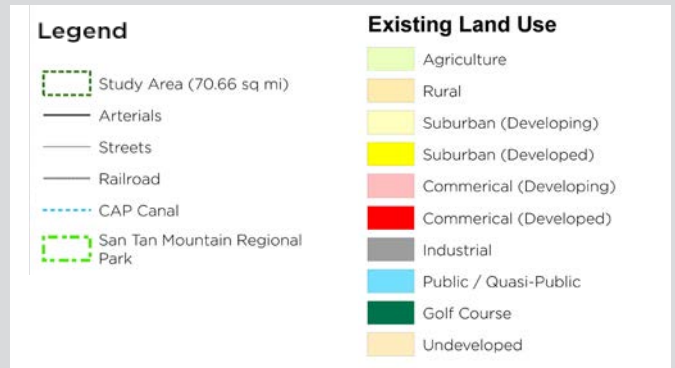 Legend
Study Area (70.66 sq mi)
Arterials
Streets
Railroad
CAP Canal
San Tan Mountain Regional
Park
Existing Land Use
Agriculture
Rural
Suburban (Developing)
Suburban (Developed)
Commerical (Developing)
Commerical (Developed)
Industrial
Public / Quasi-Public
Golf Course
Undeveloped